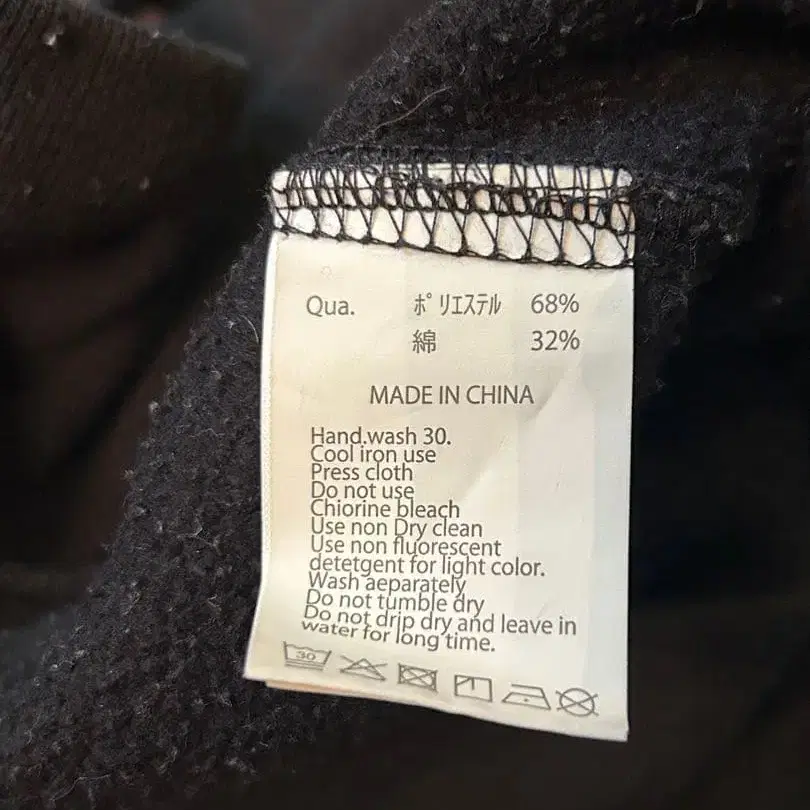 Qua. ﾎﾟﾘｴｽﾃﾙ 68%
綿 32%
MADE IN CHINA
Hand.wash 30.
Cool iron use
Press cloth
Do not use
Chiorine bleach
Use non Dry clean
Use non fluorescent
detetgent for light color.
Wash aeparately
Do not tumble dry
Do not drip dry and leave in
water for long time.
30